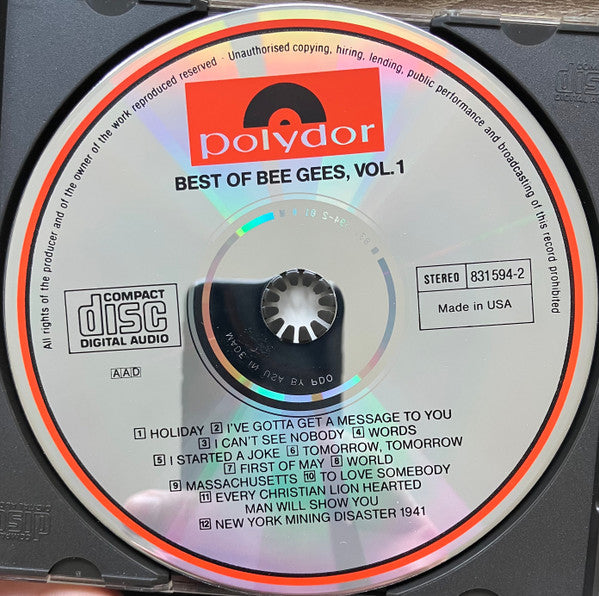 All rights of the producer and of the owner of the work reproduced reserved · Unauthorised copying, hiring, lending, public performance and broadcasting of this record prohibited
polydor
BEST OF BEE GEES, VOL. 1
COMPACT
disc
DIGITAL AUDIO
AAD
STEREO 831 594-2
Made in USA
MADE IN USA BY PDO
1 HOLIDAY 2 I'VE GOTTA GET A MESSAGE TO YOU
3 I CAN'T SEE NOBODY 4 WORDS
5 I STARTED A JOKE 6 TOMORROW, TOMORROW
7 FIRST OF MAY 8 WORLD
9 MASSACHUSETTS 10 TO LOVE SOMEBODY
11 EVERY CHRISTIAN LION HEARTED
MAN WILL SHOW YOU
12 NEW YORK MINING DISASTER 1941